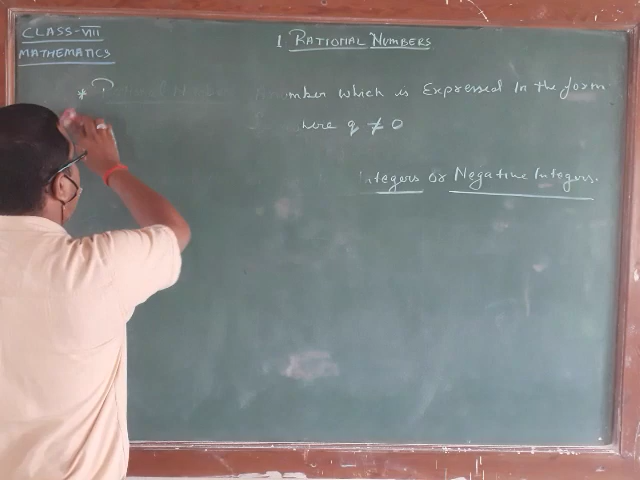 CLASS-VIII
MATHEMATICS
1 RATIONAL NUMBERS
* number which is Expressed In the form
here q ≠ 0
Integers or Negative Integers.